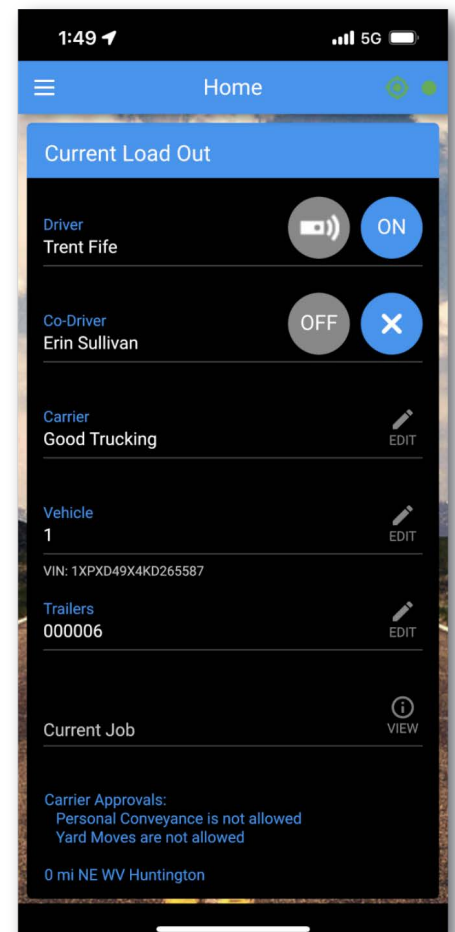 1:49
5G
Home
Current Load Out
Driver
Trent Fife
ON
Co-Driver
Erin Sullivan
OFF
Carrier
Good Trucking
EDIT
Vehicle
1
EDIT
VIN: 1XPXD49X4KD265587
Trailers
000006
EDIT
Current Job
VIEW
Carrier Approvals:
Personal Conveyance is not allowed
Yard Moves are not allowed
0 mi NE WV Huntington